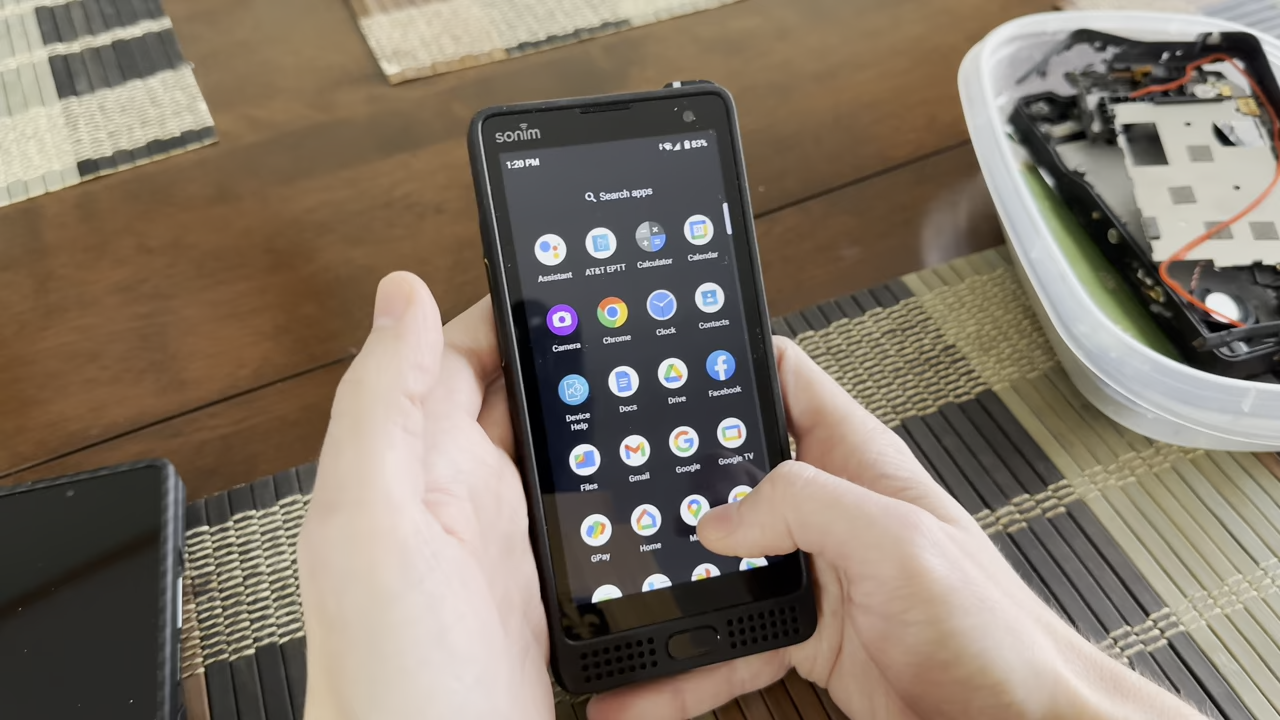 sonim
1:20 PM 83%
Search apps
Assistant AT&T EPTT Calculator Calendar
Camera Chrome Clock Contacts
Device Help Docs Drive Facebook
Files Gmail Google Google TV
GPay Home